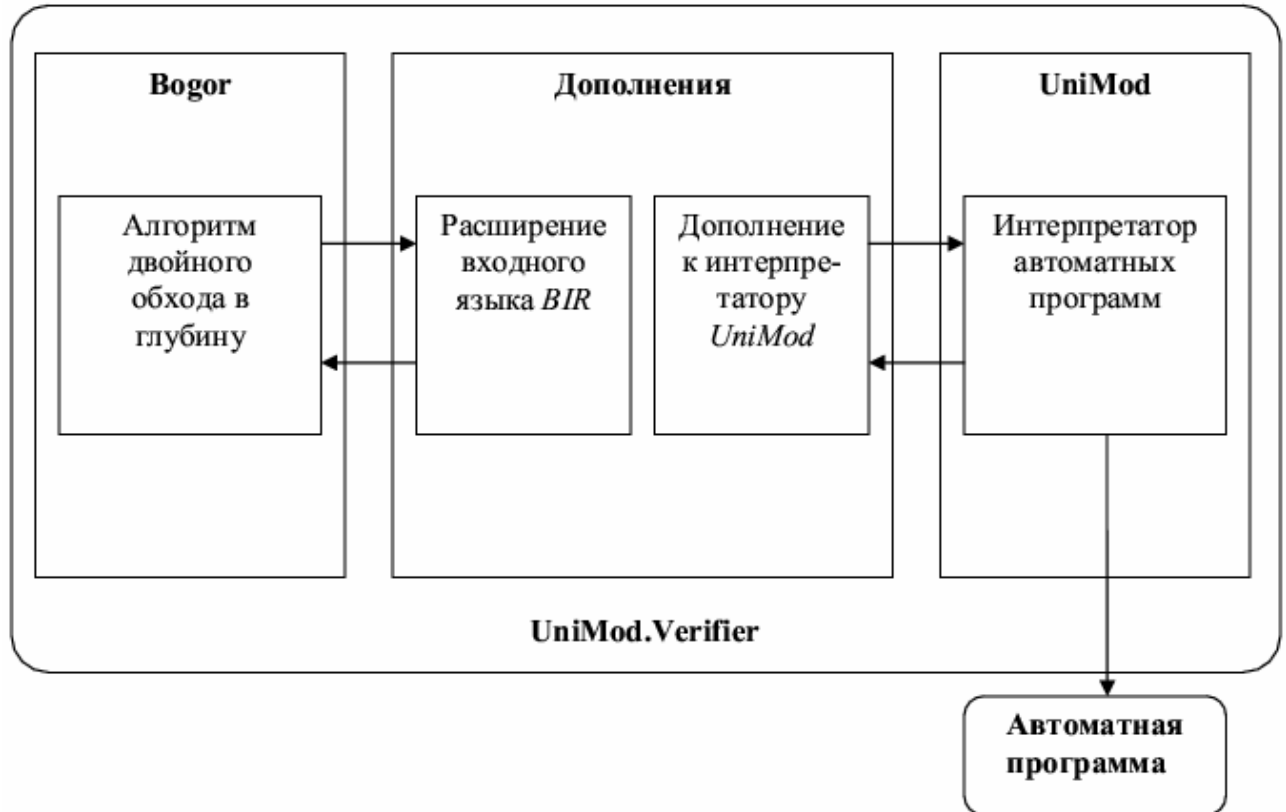 Bogor
Дополнения
UniMod
Алгоритм
двойного
обхода в
глубину
Расширение
входного
языка BIR
Дополнение
к интерпре-
татору
UniMod
Интерпретатор
автоматных
программ
UniMod.Verifier
Автоматная
программа